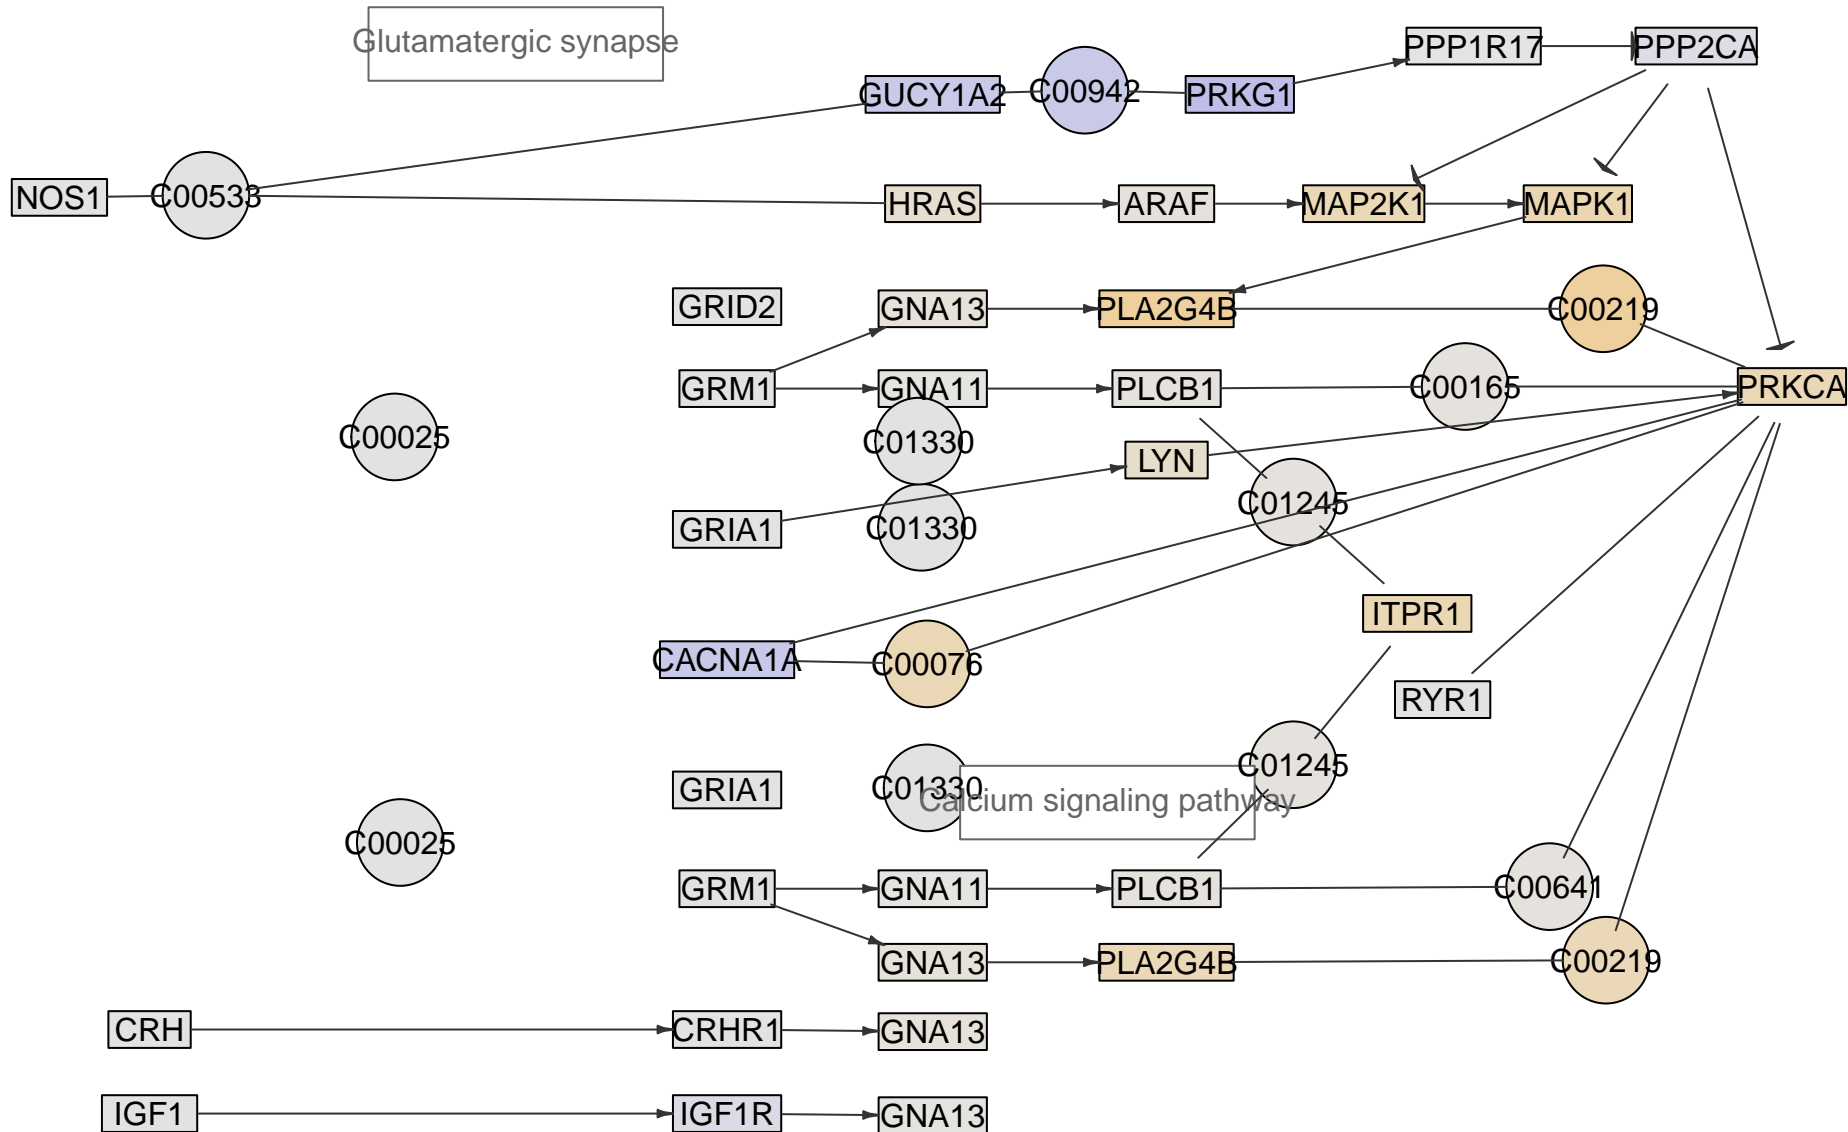 Glutamatergic synapse
PPP1R17
PPP2CA
GUCY1A2
C00942
PRKG1
NOS1
C00533
HRAS
ARAF
MAP2K1
MAPK1
GRID2
GNA13
PLA2G4B
C00219
GRM1
GNA11
PLCB1
C00165
PRKCA
C00025
C01330
LYN
C01245
GRIA1
C01330
ITPR1
CACNA1A
C00076
RYR1
C01245
GRIA1
C01330
Calcium signaling pathway
C00025
GRM1
GNA11
PLCB1
C00641
GNA13
PLA2G4B
C00219
CRH
CRHR1
GNA13
IGF1
IGF1R
GNA13